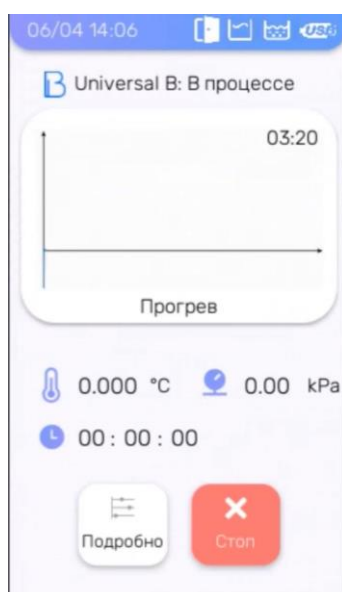 06/04 14:06 USB
Universal B: В процессе
03:20
Прогрев
0.000 °C 0.00 kPa
00 : 00 : 00
Подробно Стоп